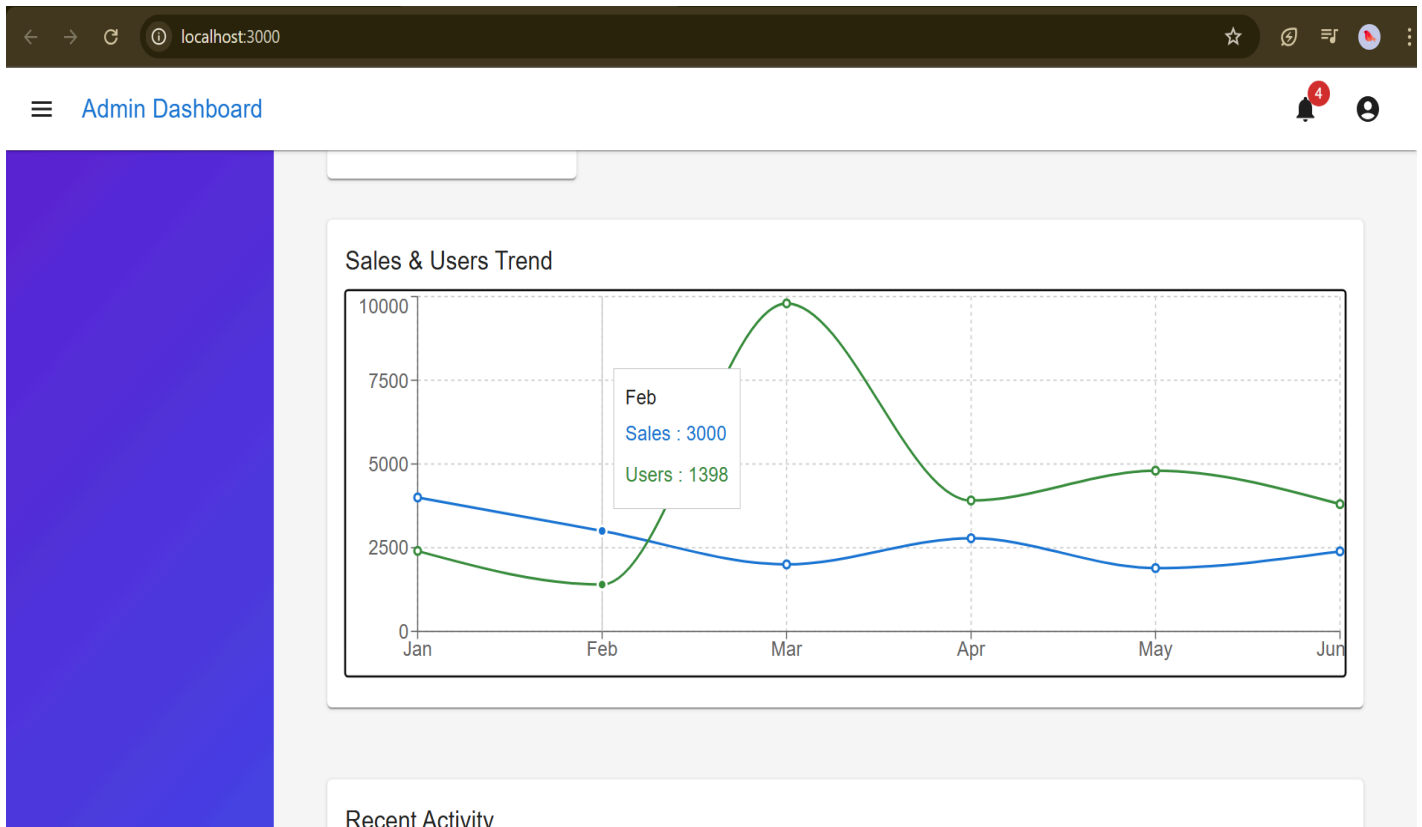 localhost:3000
Admin Dashboard
4
Sales & Users Trend
10000
7500
5000
2500
0
Feb
Sales : 3000
Users : 1398
Jan Feb Mar Apr May Jun
Recent Activity